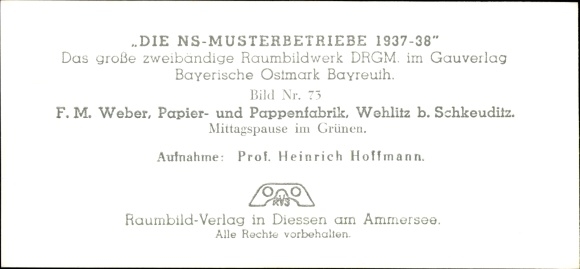 „DIE NS-MUSTERBETRIEBE 1937-38"
Das große zweibändige Raumbildwerk DRGM. im Gauverlag
Bayerische Ostmark Bayreuth.
Bild Nr. 73
F. M. Weber, Papier- und Pappenfabrik, Wehlitz b. Schkeuditz.
Mittagspause im Grünen.
Aufnahme: Prof. Heinrich Hoffmann.
RVS
Raumbild-Verlag in Diessen am Ammersee.
Alle Rechte vorbehalten.